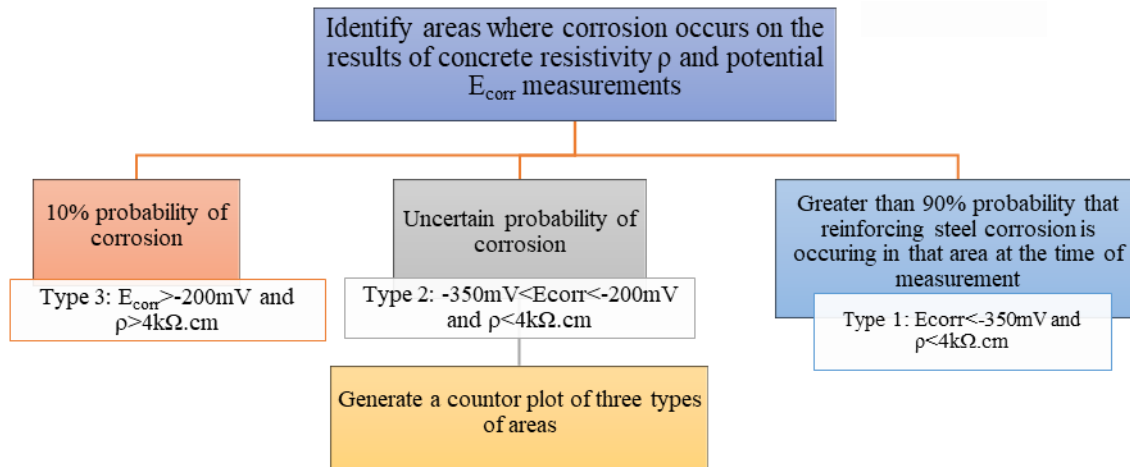 Identify areas where corrosion occurs on the
results of concrete resistivity ρ and potential
Ecorr measurements
10% probability of
corrosion
Type 3: Ecorr>-200mV and
ρ>4kΩ.cm
Uncertain probability of
corrosion
Type 2: -350mV<Ecorr<-200mV
and ρ<4kΩ.cm
Greater than 90% probability that
reinforcing steel corrosion is
occuring in that area at the time of
measurement
Type 1: Ecorr<-350mV and
ρ<4kΩ.cm
Generate a countor plot of three types
of areas